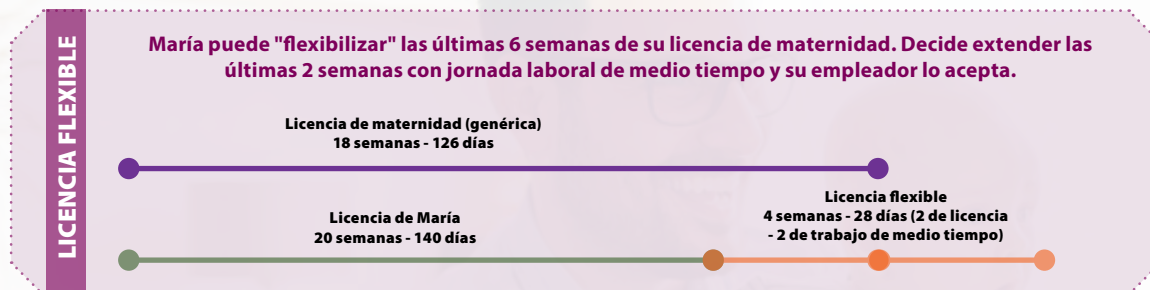 LICENCIA FLEXIBLE
María puede "flexibilizar" las últimas 6 semanas de su licencia de maternidad. Decide extender las
últimas 2 semanas con jornada laboral de medio tiempo y su empleador lo acepta.
Licencia de maternidad (genérica)
18 semanas - 126 días
Licencia de María
20 semanas - 140 días
Licencia flexible
4 semanas - 28 días (2 de licencia
- 2 de trabajo de medio tiempo)